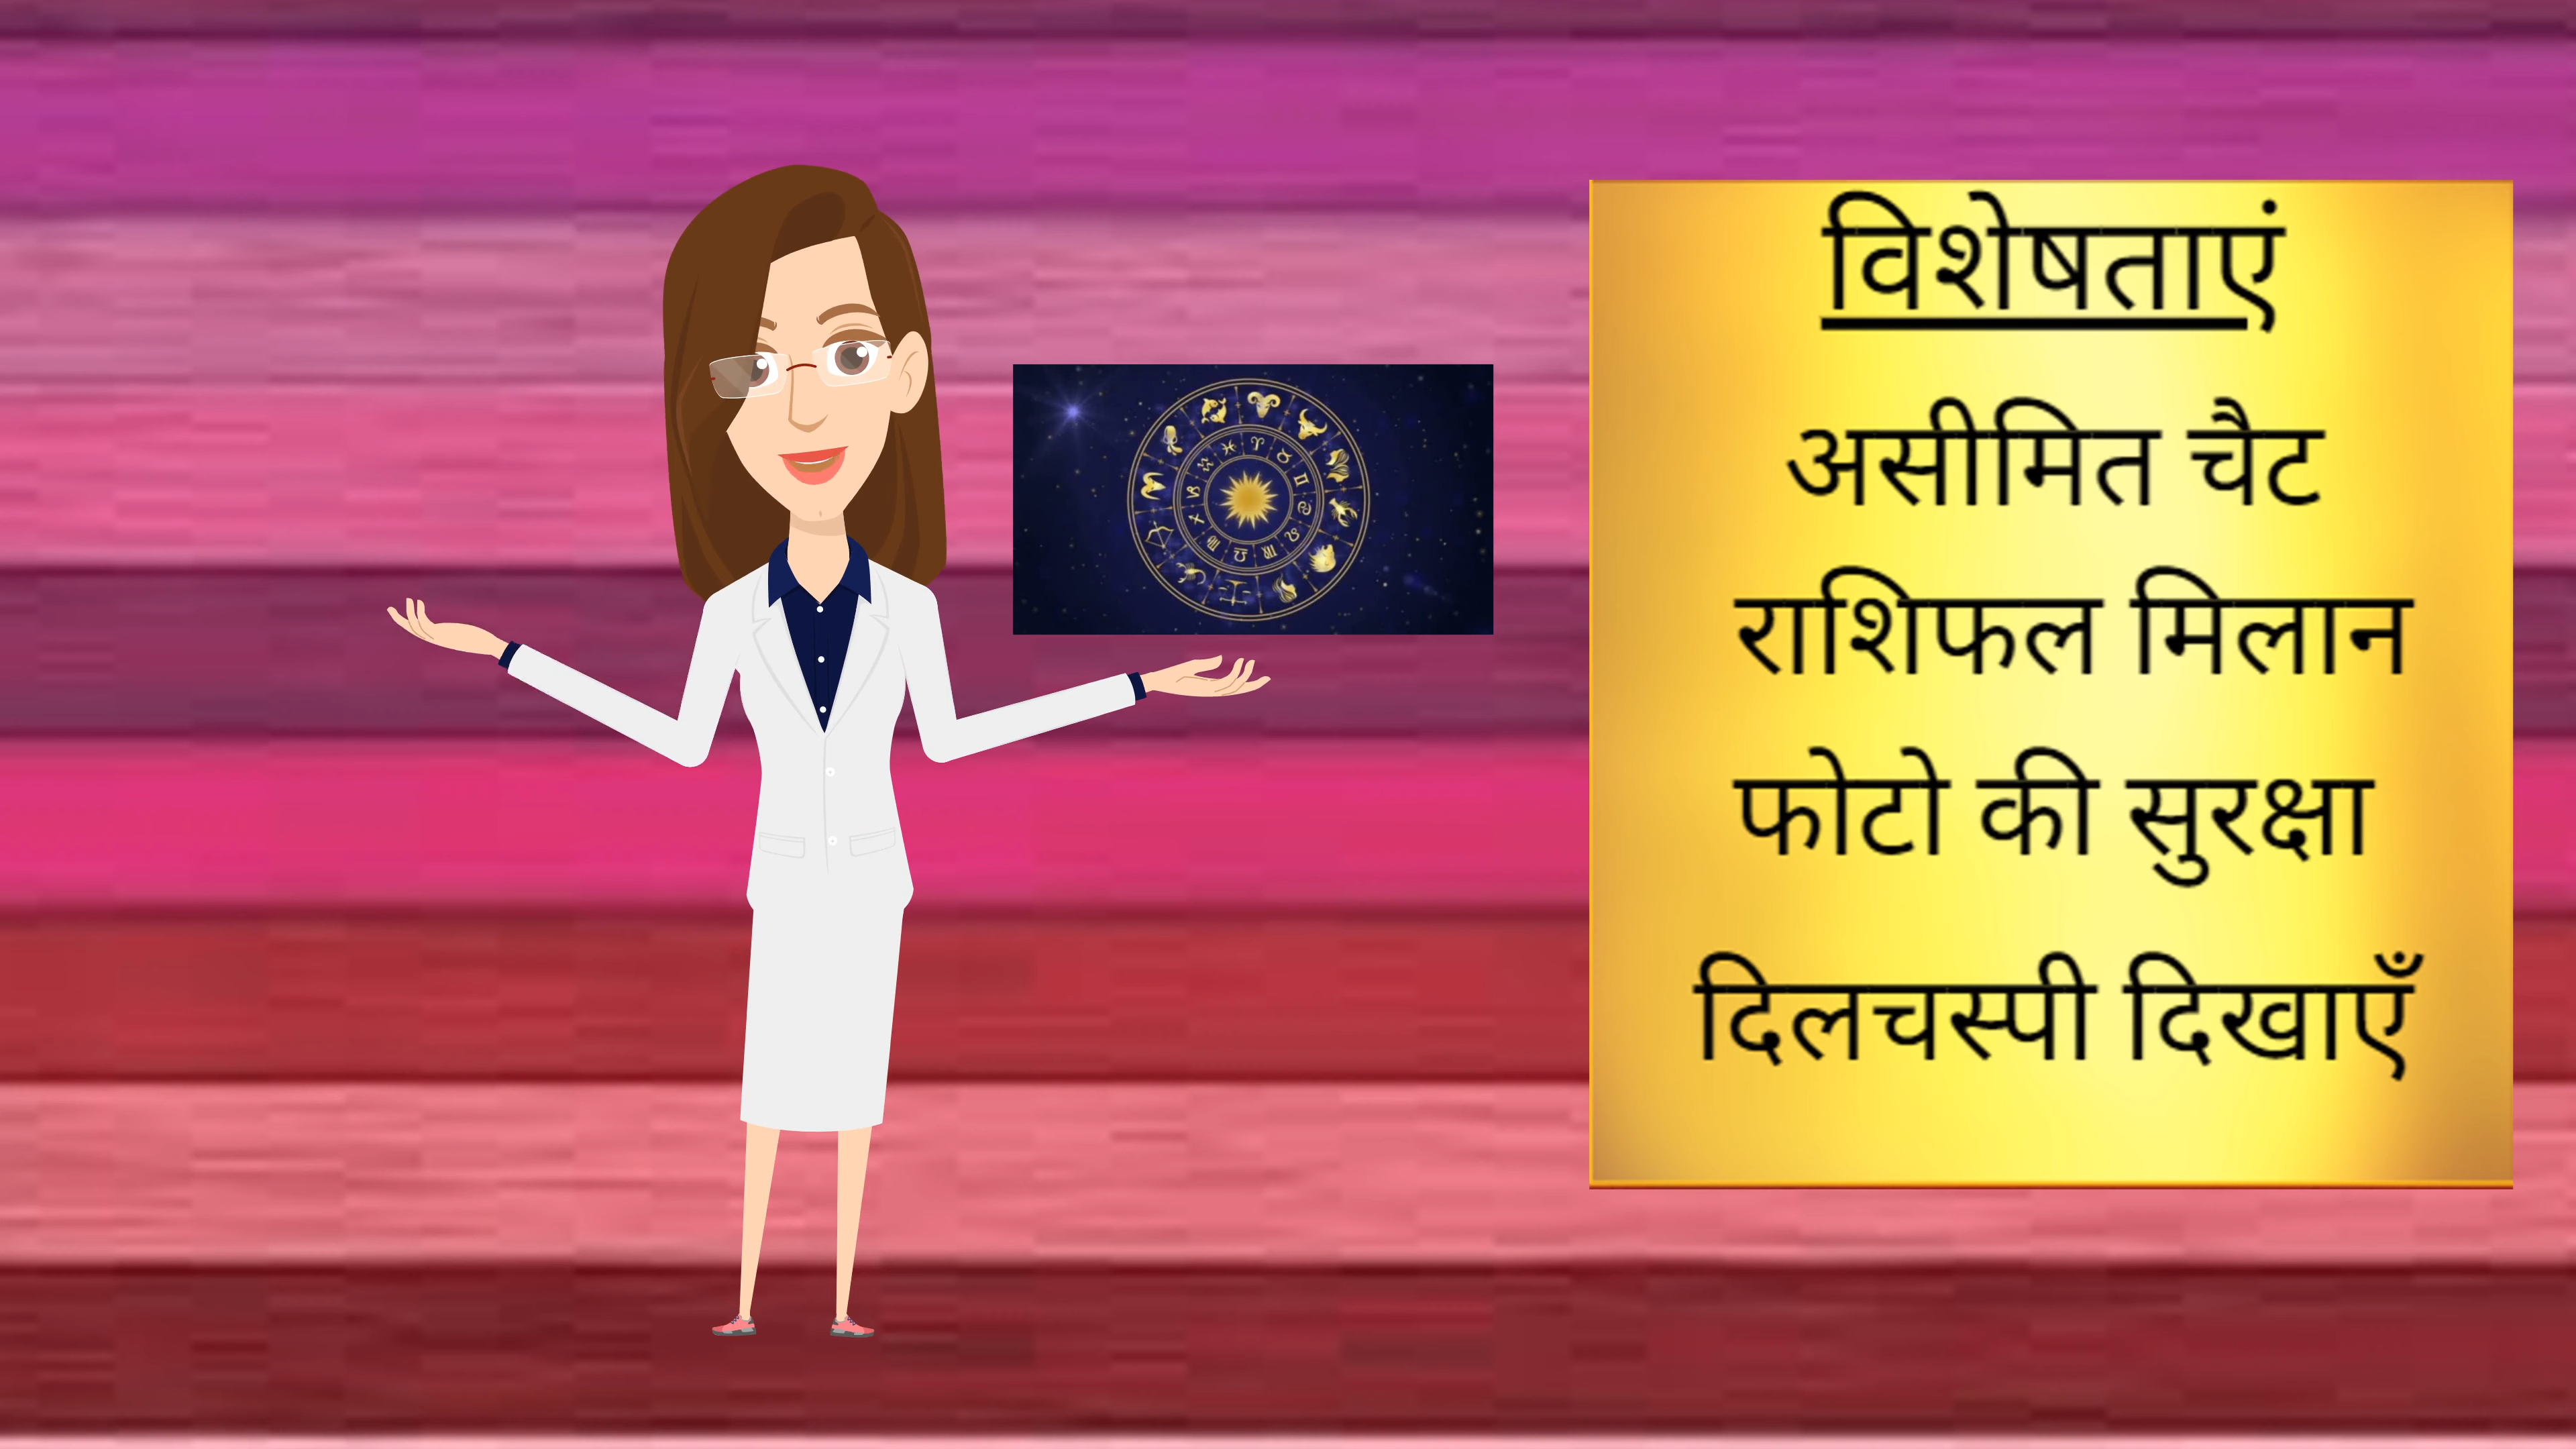 विशेषताएं
असीमित चैट
राशिफल मिलान
फोटो की सुरक्षा
दिलचस्पी दिखाएँ